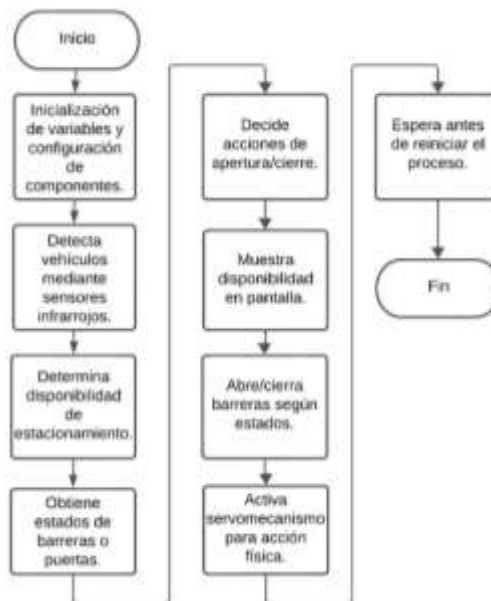 Inicio
Inicialización
de variables y
configuración
de
componentes.
Detecta
vehículos
mediante
sensores
infrarrojos.
Determina
disponibilidad
de
estacionamiento.
Obtiene
estados de
barreras o
puertas.
Decide
acciones de
apertura/cierre.
Muestra
disponibilidad
en pantalla.
Abre/cierra
barreras según
estados.
Activa
servomecanismo
para acción
física.
Espera antes
de reiniciar el
proceso.
Fin